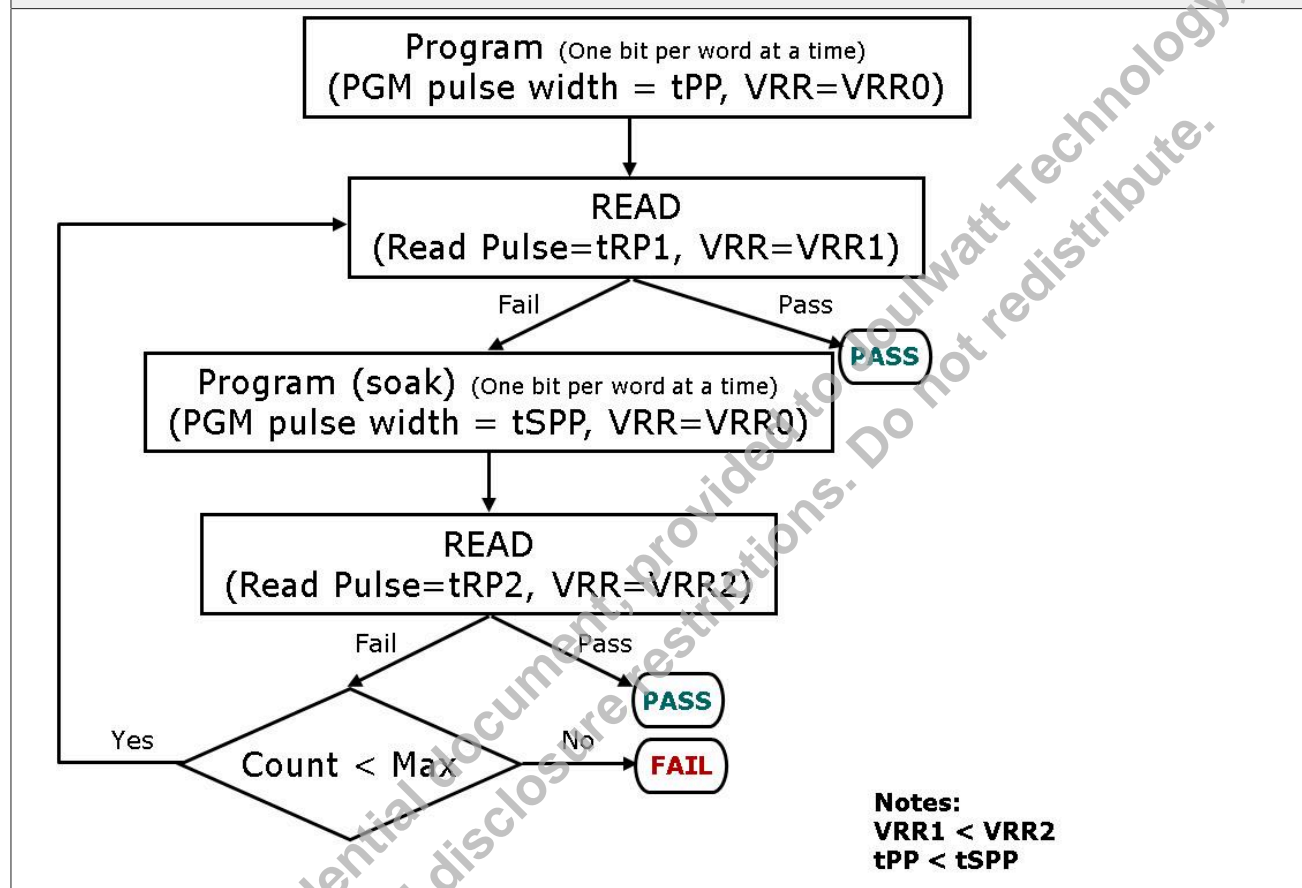 Program (One bit per word at a time)
(PGM pulse width = tPP, VRR=VRR0)
READ
(Read Pulse=tRP1, VRR=VRR1)
Fail
Pass
PASS
Program (soak) (One bit per word at a time)
(PGM pulse width = tSPP, VRR=VRR0)
READ
(Read Pulse=tRP2, VRR=VRR2)
Fail
Pass
PASS
Yes
Count < Max
No
FAIL
Notes:
VRR1 < VRR2
tPP < tSPP
document, provided to Joulwatt Technology
disclosure restrictions. Do not redistribute.